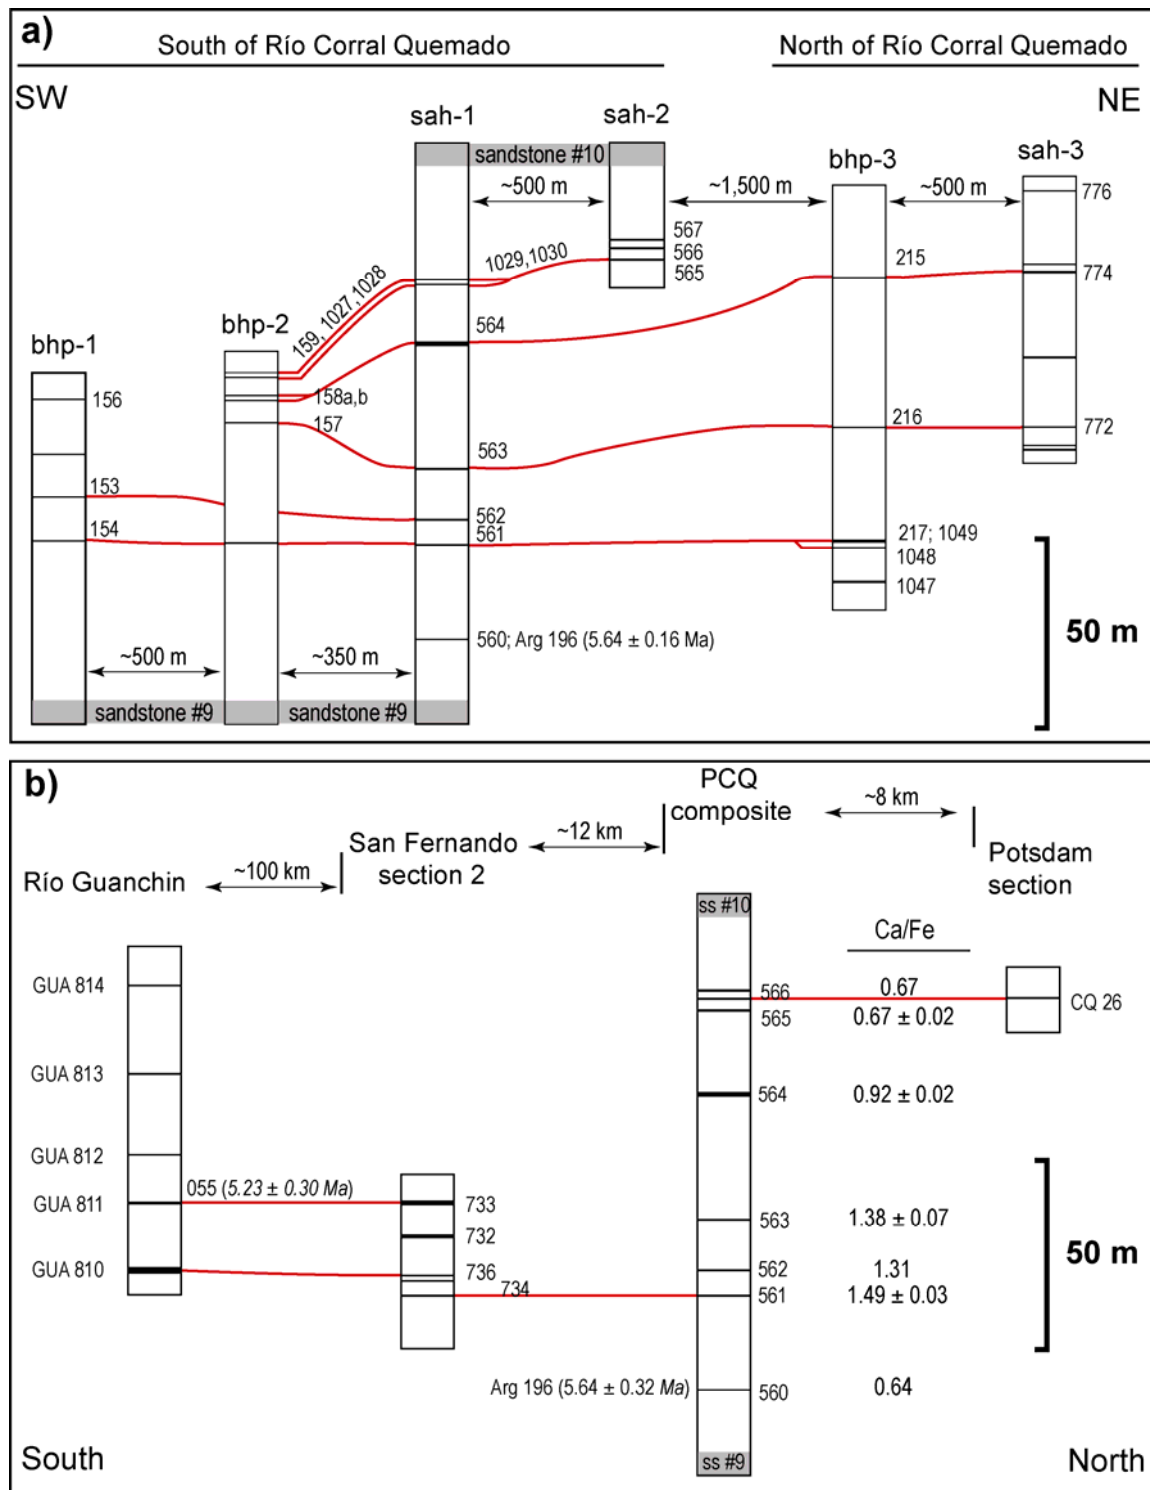 a)
South of Río Corral Quemado
North of Río Corral Quemado
SW
NE
sah-1
sah-2
bhp-3
sah-3
sandstone #10
~500 m
~1,500 m
~500 m
776
567
566
565
1029,1030
159, 1027,1028
215
774
bhp-1
bhp-2
564
156
158a,b
157
563
216
772
153
562
154
561
217; 1049
1048
1047
560; Arg 196 (5.64 ± 0.16 Ma)
50 m
~500 m
~350 m
sandstone #9
sandstone #9
b)
PCQ
composite
~8 km
San Fernando
section 2
~12 km
Potsdam
section
Río Guanchin
~100 km
ss #10
Ca/Fe
GUA 814
566
0.67
CQ 26
565
0.67 ± 0.02
GUA 813
564
0.92 ± 0.02
GUA 812
055 (5.23 ± 0.30 Ma)
GUA 811
733
732
563
1.38 ± 0.07
50 m
GUA 810
736
562
1.31
734
561
1.49 ± 0.03
Arg 196 (5.64 ± 0.32 Ma)
560
0.64
South
ss #9
North